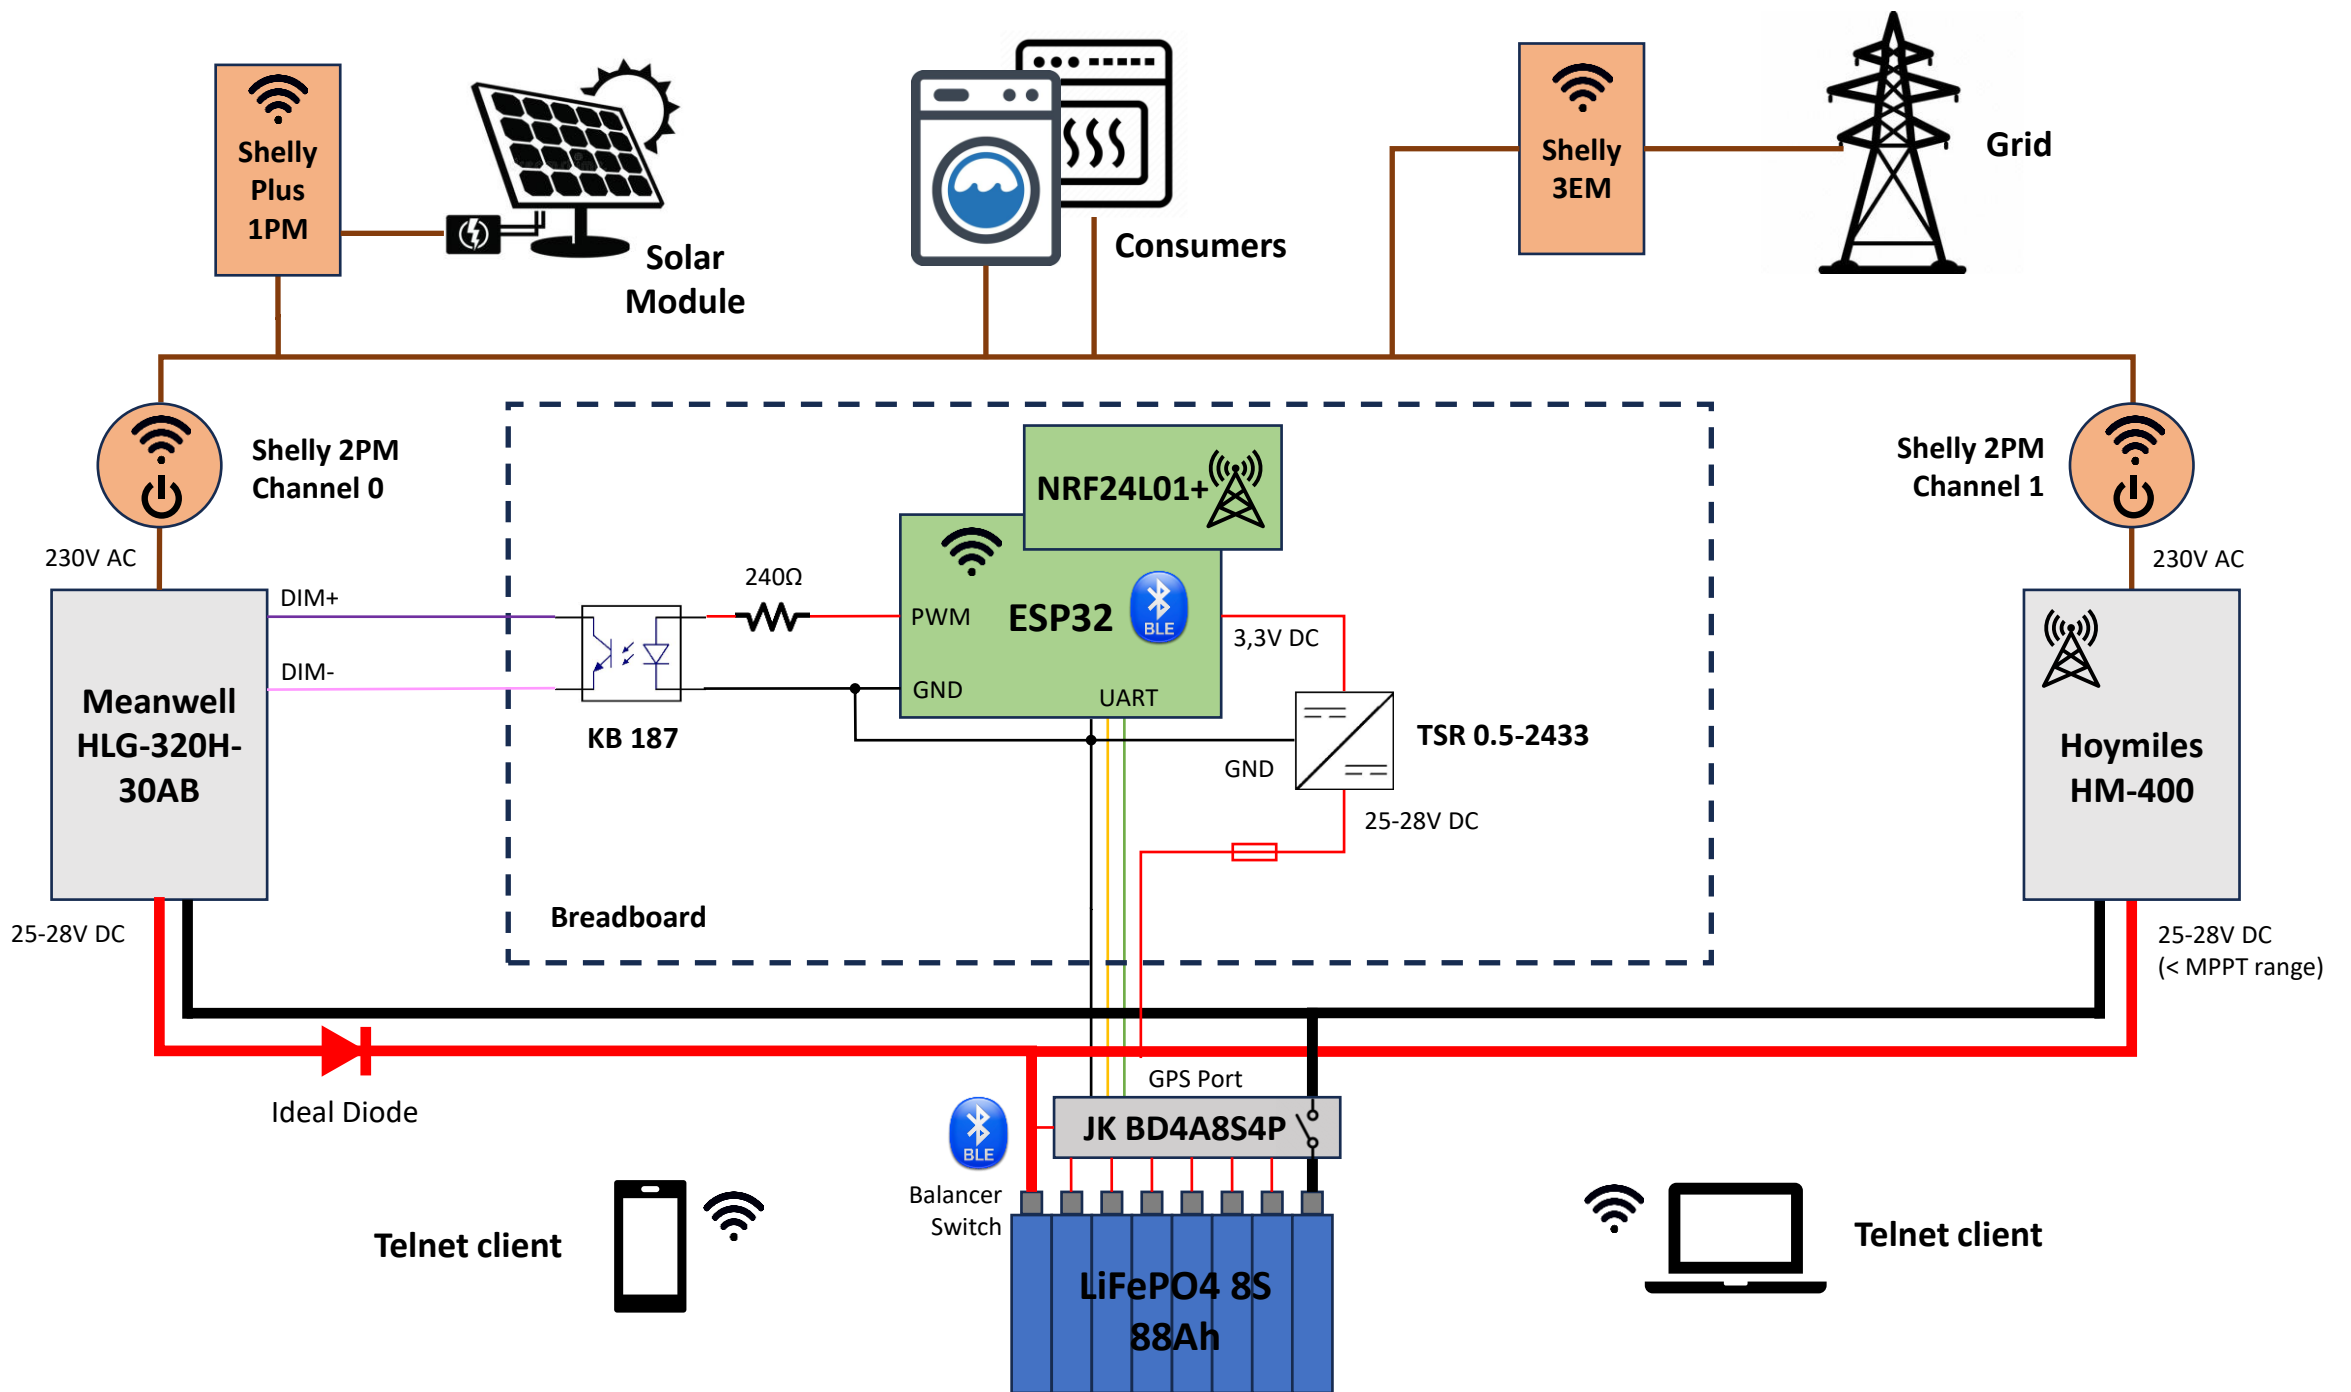 Shelly
Plus
1PM
Solar
Module
Consumers
Shelly
3EM
Grid
Shelly 2PM
Channel 0
230V AC
Shelly 2PM
Channel 1
230V AC
NRF24L01+
ESP32
BLE
PWM
GND
UART
240Ω
3,3V DC
DIM+
DIM-
KB 187
GND
TSR 0.5-2433
25-28V DC
Breadboard
Meanwell
HLG-320H-
30AB
25-28V DC
Hoymiles
HM-400
25-28V DC
(< MPPT range)
Ideal Diode
GPS Port
JK BD4A8S4P
BLE
Balancer
Switch
LiFePO4 8S
88Ah
Telnet client
Telnet client